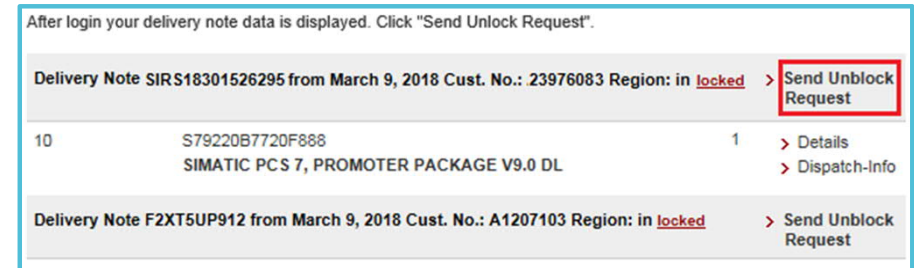 After login your delivery note data is displayed. Click "Send Unlock Request".
Delivery Note SIRS18301526295 from March 9, 2018 Cust. No.: 23976083 Region: in locked > Send Unblock
Request
10 S79220B7720F888 1 > Details
SIMATIC PCS 7, PROMOTER PACKAGE V9.0 DL > Dispatch-Info
Delivery Note F2XT5UP912 from March 9, 2018 Cust. No.: A1207103 Region: in locked > Send Unblock
Request